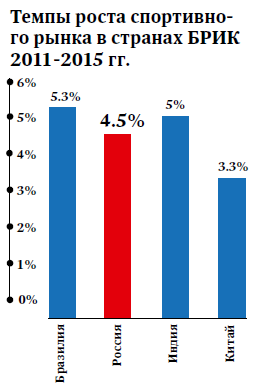 Темпы роста спортивно-
го рынка в странах БРИК
2011-2015 гг.
6%
5%
4%
3%
2%
1%
0%
5.3%
4.5%
5%
3.3%
Бразилия
Россия
Индия
Китай